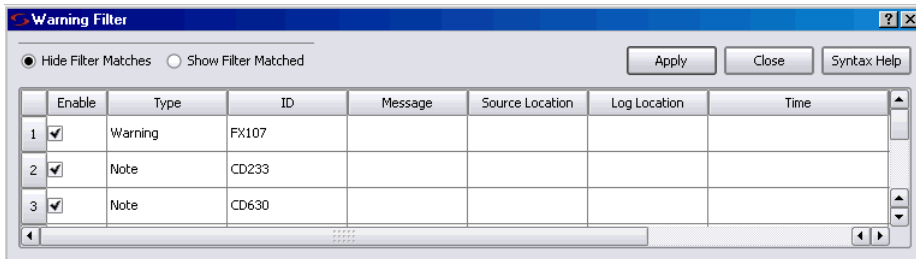 Warning Filter
Hide Filter Matches Show Filter Matched Apply Close Syntax Help
Enable Type ID Message Source Location Log Location Time
1 Warning FX107
2 Note CD233
3 Note CD630